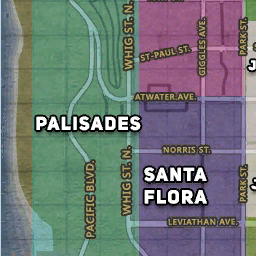 WHIG ST. N.
ST-PAUL ST.
GIGGLES AVE.
PARK ST.
ATWATER AVE.
PALISADES
NORRIS ST.
SANTA
FLORA
PACIFIC BLVD.
WHIG ST. N.
PARK ST.
LEVIATHAN AVE.